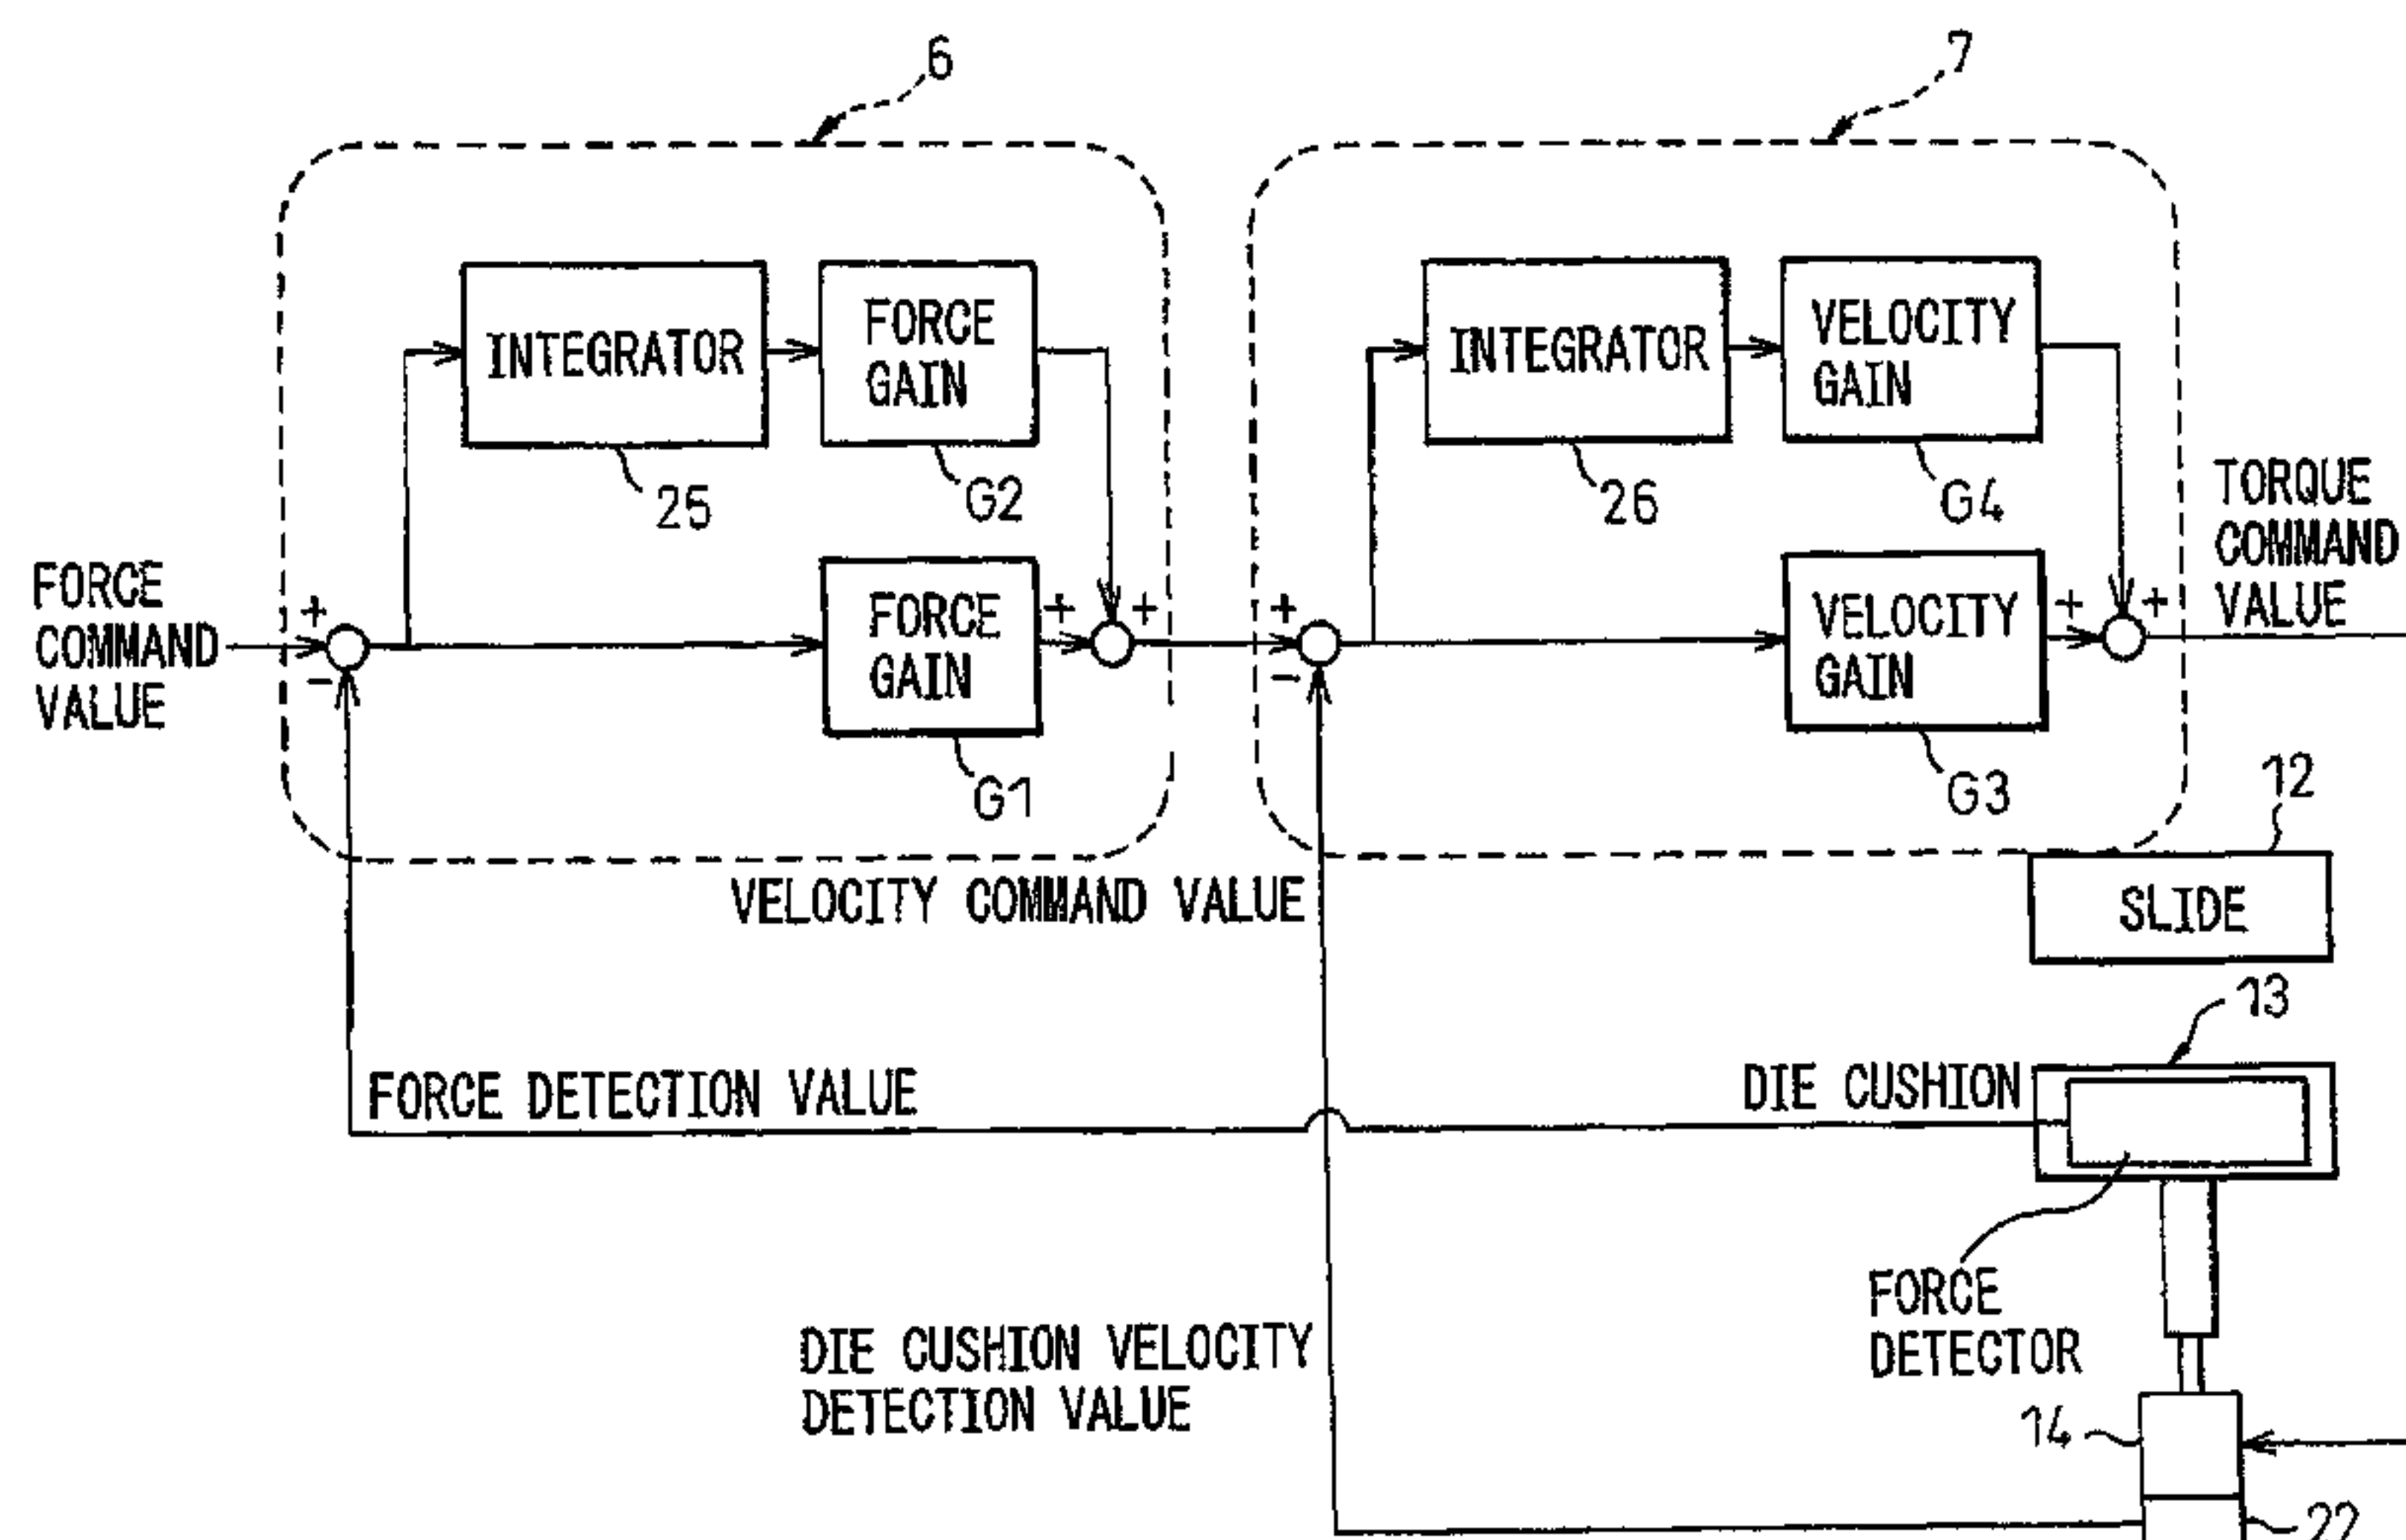 6
7
INTEGRATOR
FORCE
GAIN
INTEGRATOR
VELOCITY
GAIN
25
G2
26
G4
TORQUE
COMMAND
VALUE
FORCE
COMMAND
VALUE
+
-
FORCE
GAIN
+
+
+
-
VELOCITY
GAIN
+
+
G1
G3
12
VELOCITY COMMAND VALUE
SLIDE
13
FORCE DETECTION VALUE
DIE CUSHION
FORCE
DETECTOR
DIE CUSHION VELOCITY
DETECTION VALUE
14
22